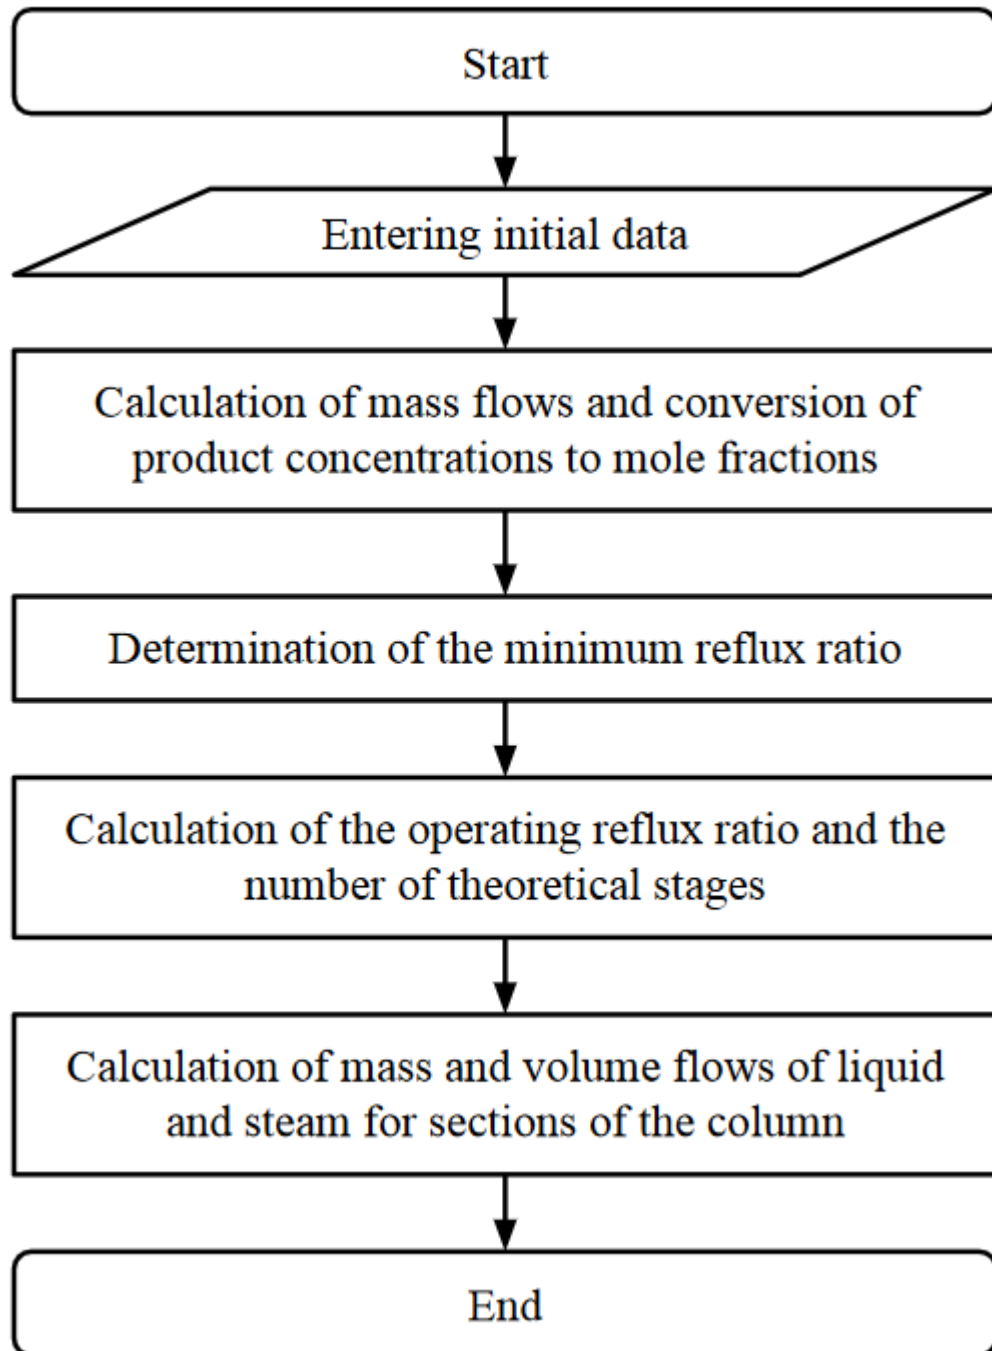 Start
Entering initial data
Calculation of mass flows and conversion of
product concentrations to mole fractions
Determination of the minimum reflux ratio
Calculation of the operating reflux ratio and the
number of theoretical stages
Calculation of mass and volume flows of liquid
and steam for sections of the column
End